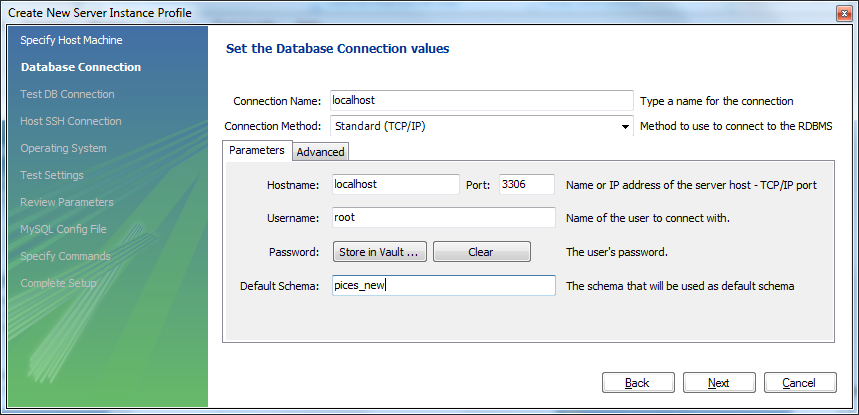 Create New Server Instance Profile
Specify Host Machine
Database Connection
Test DB Connection
Host SSH Connection
Operating System
Test Settings
Review Parameters
MySQL Config File
Specify Commands
Complete Setup
Set the Database Connection values
Connection Name: localhost Type a name for the connection
Connection Method: Standard (TCP/IP) Method to use to connect to the RDBMS
Parameters Advanced
Hostname: localhost Port: 3306 Name or IP address of the server host - TCP/IP port
Username: root Name of the user to connect with.
Password: Store in Vault ... Clear The user's password.
Default Schema: pices_new The schema that will be used as default schema
Back Next Cancel